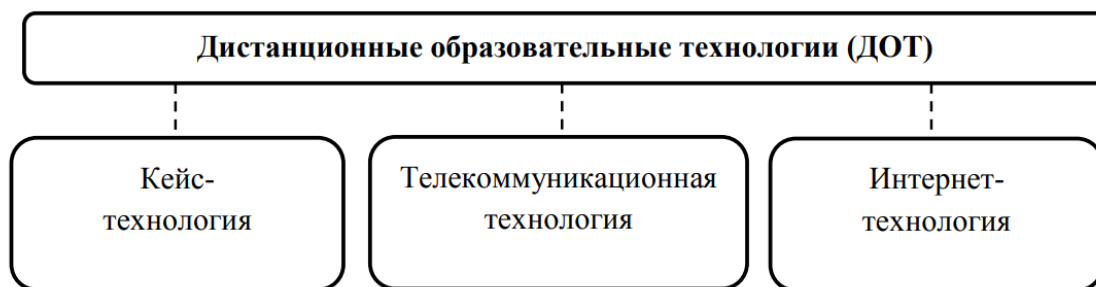 Дистанционные образовательные технологии (ДОТ)
Кейс-
технология
Телекоммуникационная
технология
Интернет-
технология